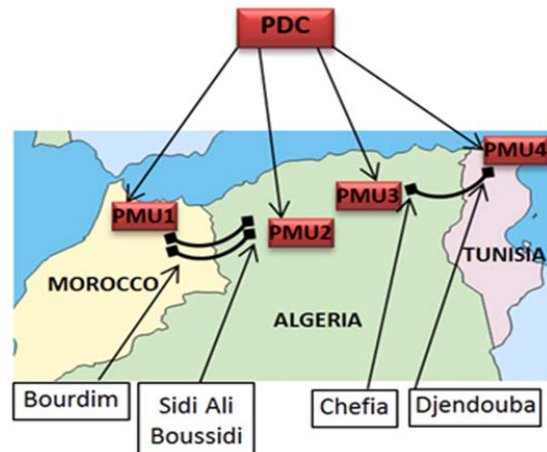 PDC
PMU4
PMU3
PMU1
PMU2
TUNISIA
MOROCCO
ALGERIA
Bourdim
Sidi Ali
Boussidi
Chefia
Djendouba